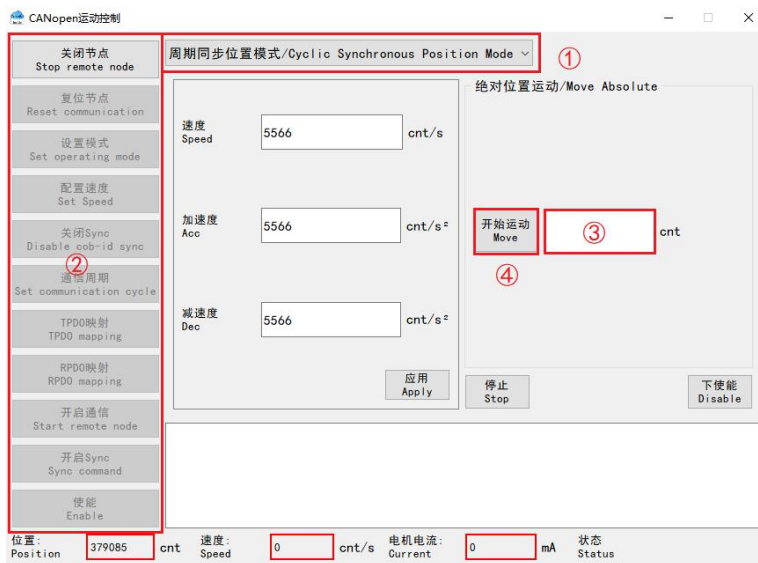 CANopen运动控制
关闭节点
Stop remote node
复位节点
Reset communication
设置模式
Set operating mode
配置速度
Set Speed
关闭Sync
Disable cob-id sync
②
通信周期
Set communication cycle
TPDO映射
TPDO mapping
RPDO映射
RPDO mapping
开启通信
Start remote node
开启Sync
Sync command
使能
Enable
周期同步位置模式/Cyclic Synchronous Position Mode
①
速度
Speed
5566
cnt/s
加速度
Acc
5566
cnt/s²
减速度
Dec
5566
cnt/s²
应用
Apply
绝对位置运动/Move Absolute
开始运动
Move
③
cnt
④
停止
Stop
下使能
Disable
位置:
Position
379085
cnt
速度:
Speed
0
cnt/s
电机电流:
Current
0
mA
状态
Status